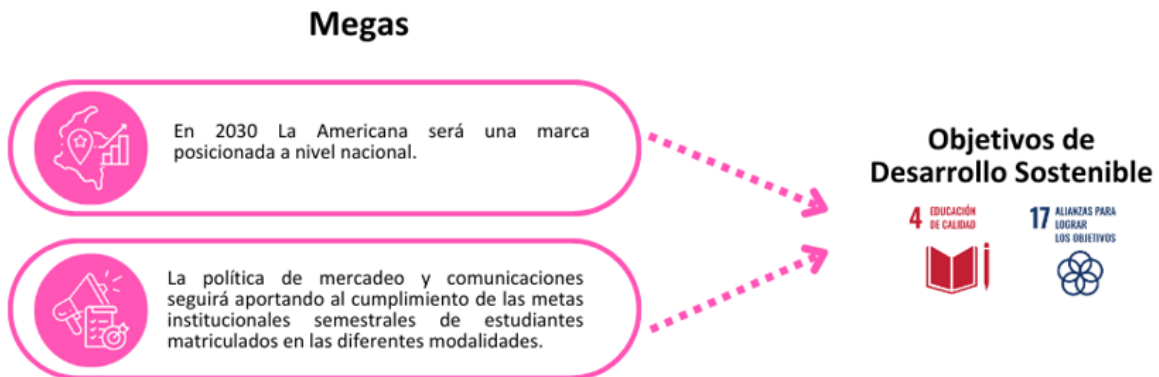 Megas
En 2030 La Americana será una marca
posicionada a nivel nacional.
La política de mercadeo y comunicaciones
seguirá aportando al cumplimiento de las metas
institucionales semestrales de estudiantes
matriculados en las diferentes modalidades.
Objetivos de
Desarrollo Sostenible
4 EDUCACIÓN
DE CALIDAD
17 ALIANZAS PARA
LOGRAR
LOS OBJETIVOS